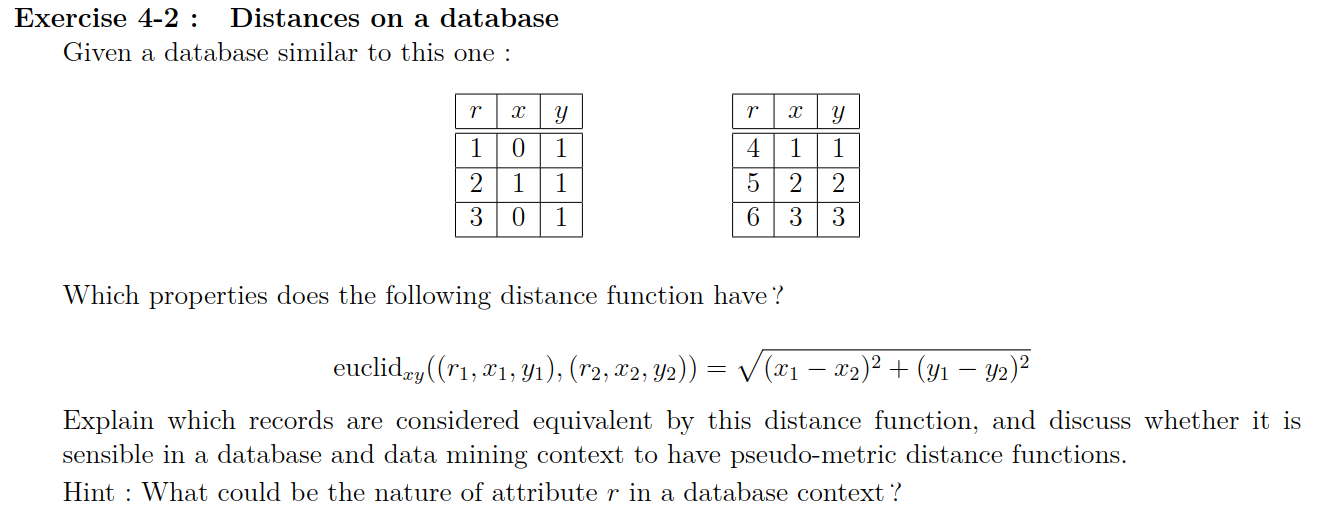 Exercise 4-2 : Distances on a database
Given a database similar to this one :
r x y r x y
1 0 1 4 1 1
2 1 1 5 2 2
3 0 1 6 3 3
Which properties does the following distance function have ?
euclid_{xy}((r_1, x_1, y_1), (r_2, x_2, y_2)) = √((x_1 − x_2)^2 + (y_1 − y_2)^2)
Explain which records are considered equivalent by this distance function, and discuss whether it is
sensible in a database and data mining context to have pseudo-metric distance functions.
Hint : What could be the nature of attribute r in a database context ?